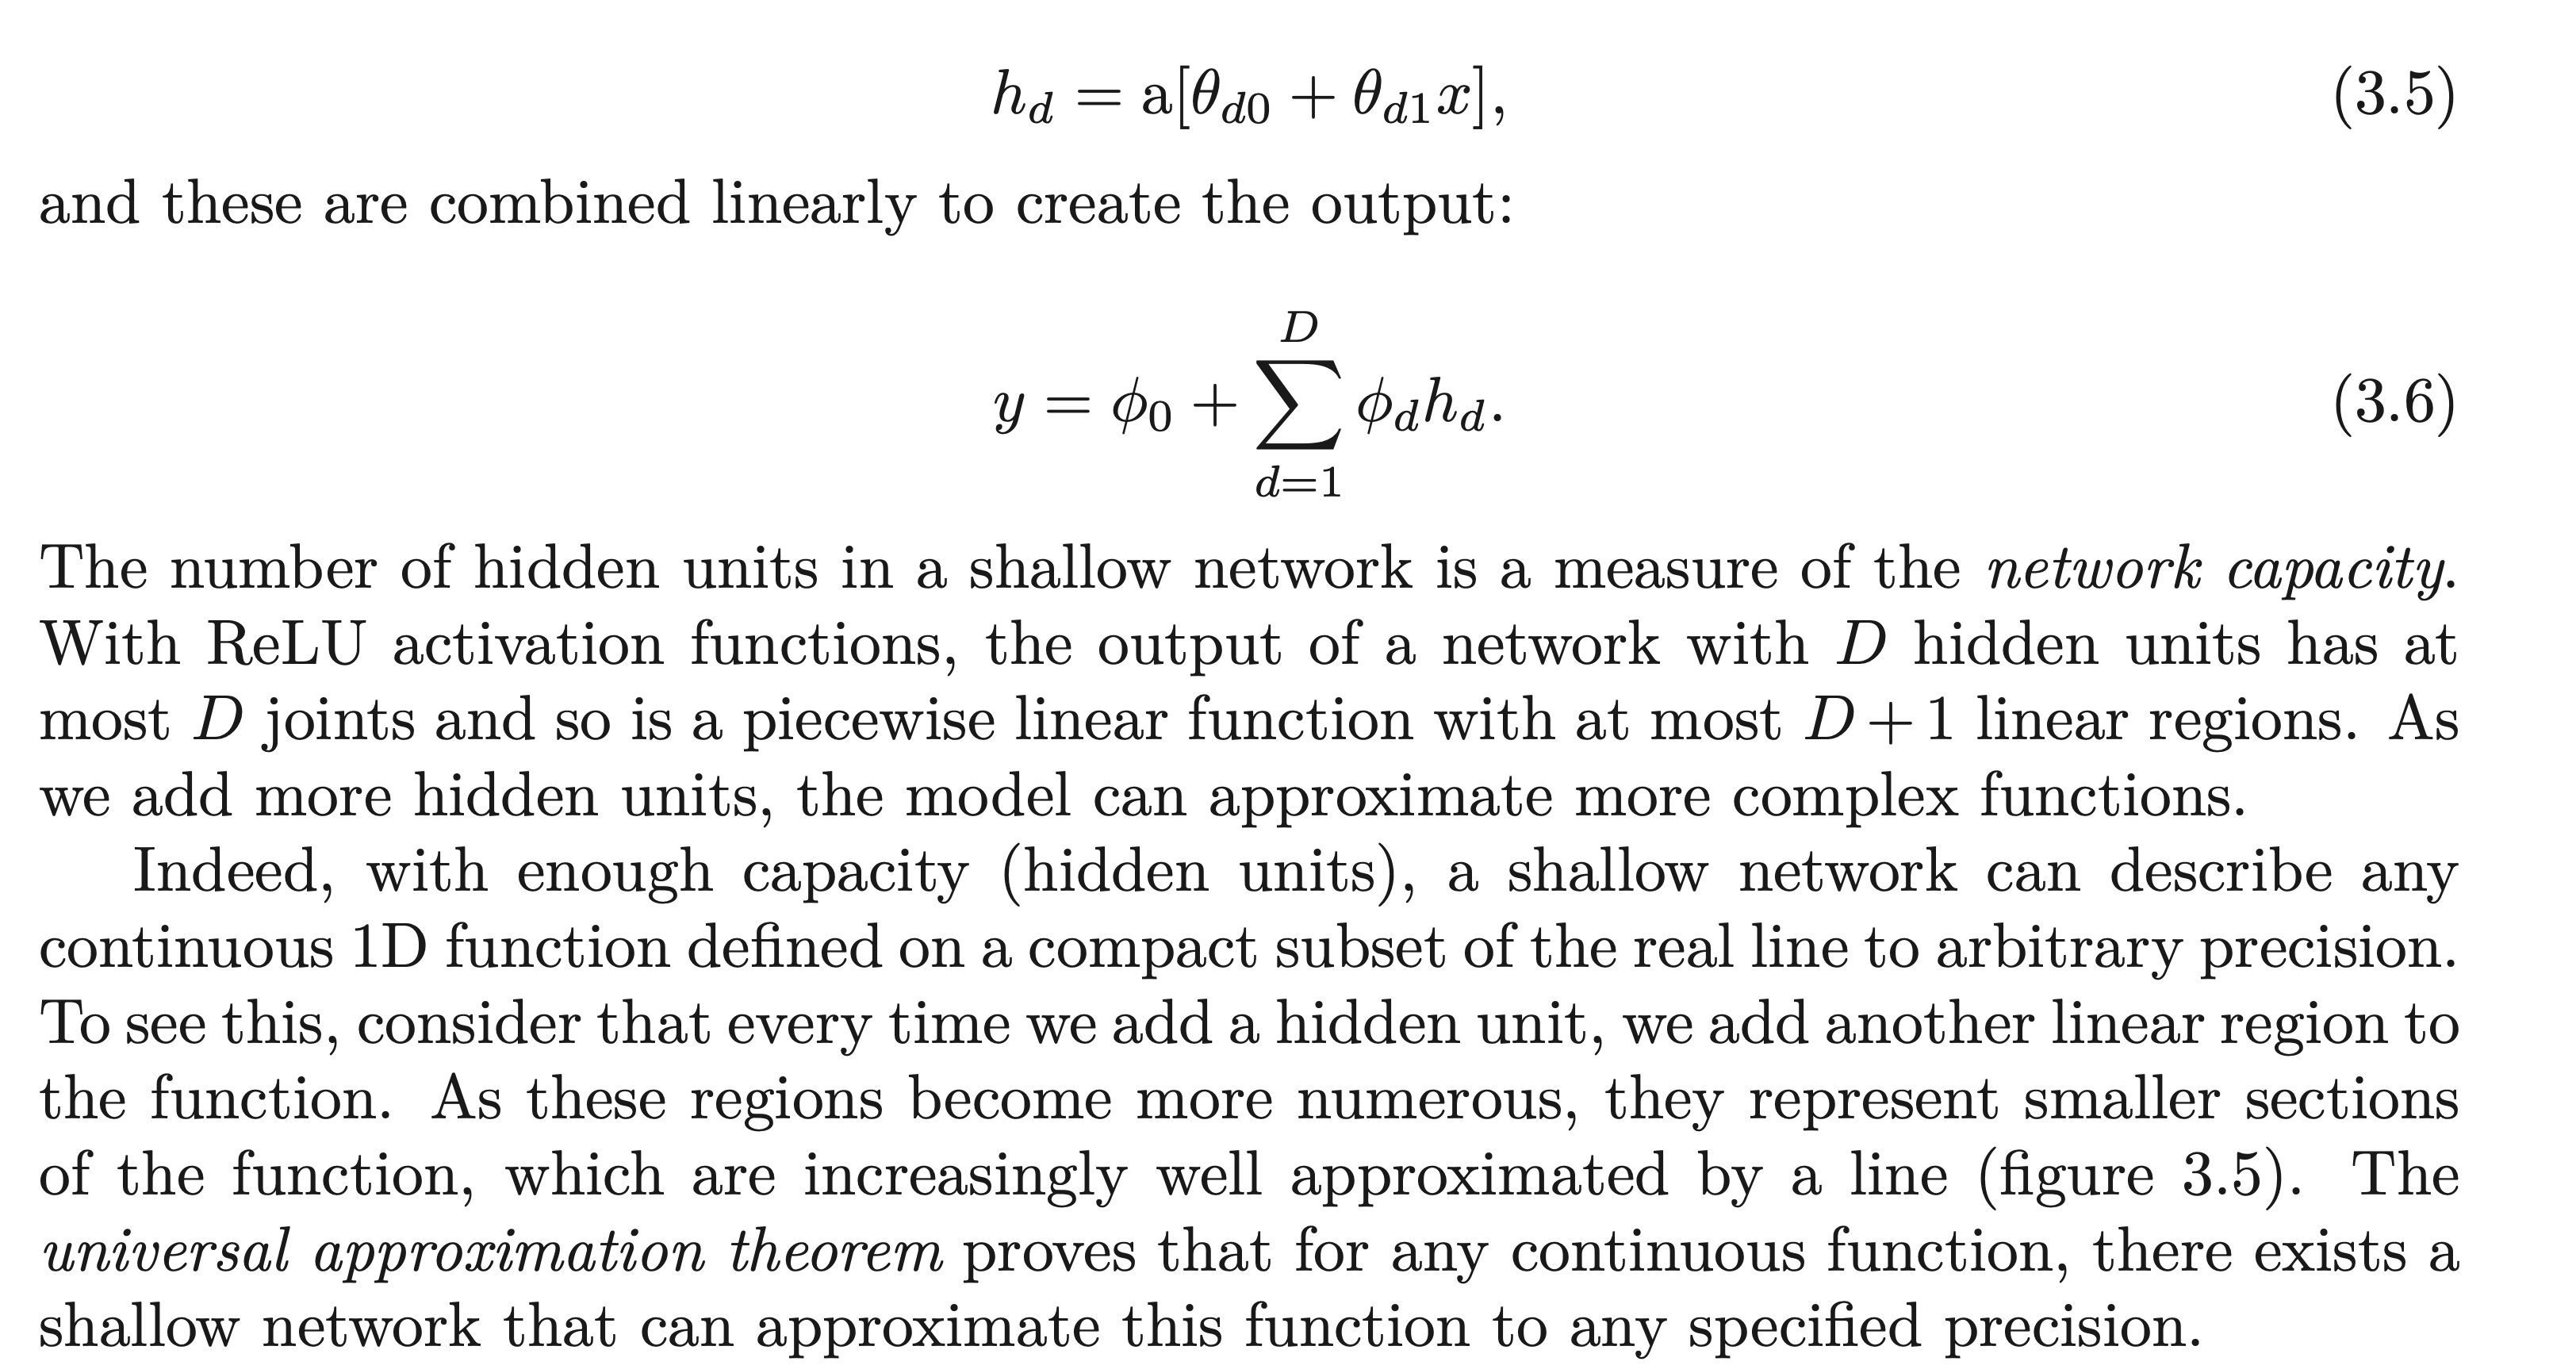 h_d = a[θ_{d0} + θ_{d1}x], (3.5)
and these are combined linearly to create the output:
y = ϕ_0 + \sum_{d=1}^{D} ϕ_d h_d. (3.6)
The number of hidden units in a shallow network is a measure of the network capacity.
With ReLU activation functions, the output of a network with D hidden units has at
most D joints and so is a piecewise linear function with at most D + 1 linear regions. As
we add more hidden units, the model can approximate more complex functions.
Indeed, with enough capacity (hidden units), a shallow network can describe any
continuous 1D function defined on a compact subset of the real line to arbitrary precision.
To see this, consider that every time we add a hidden unit, we add another linear region to
the function. As these regions become more numerous, they represent smaller sections
of the function, which are increasingly well approximated by a line (figure 3.5). The
universal approximation theorem proves that for any continuous function, there exists a
shallow network that can approximate this function to any specified precision.